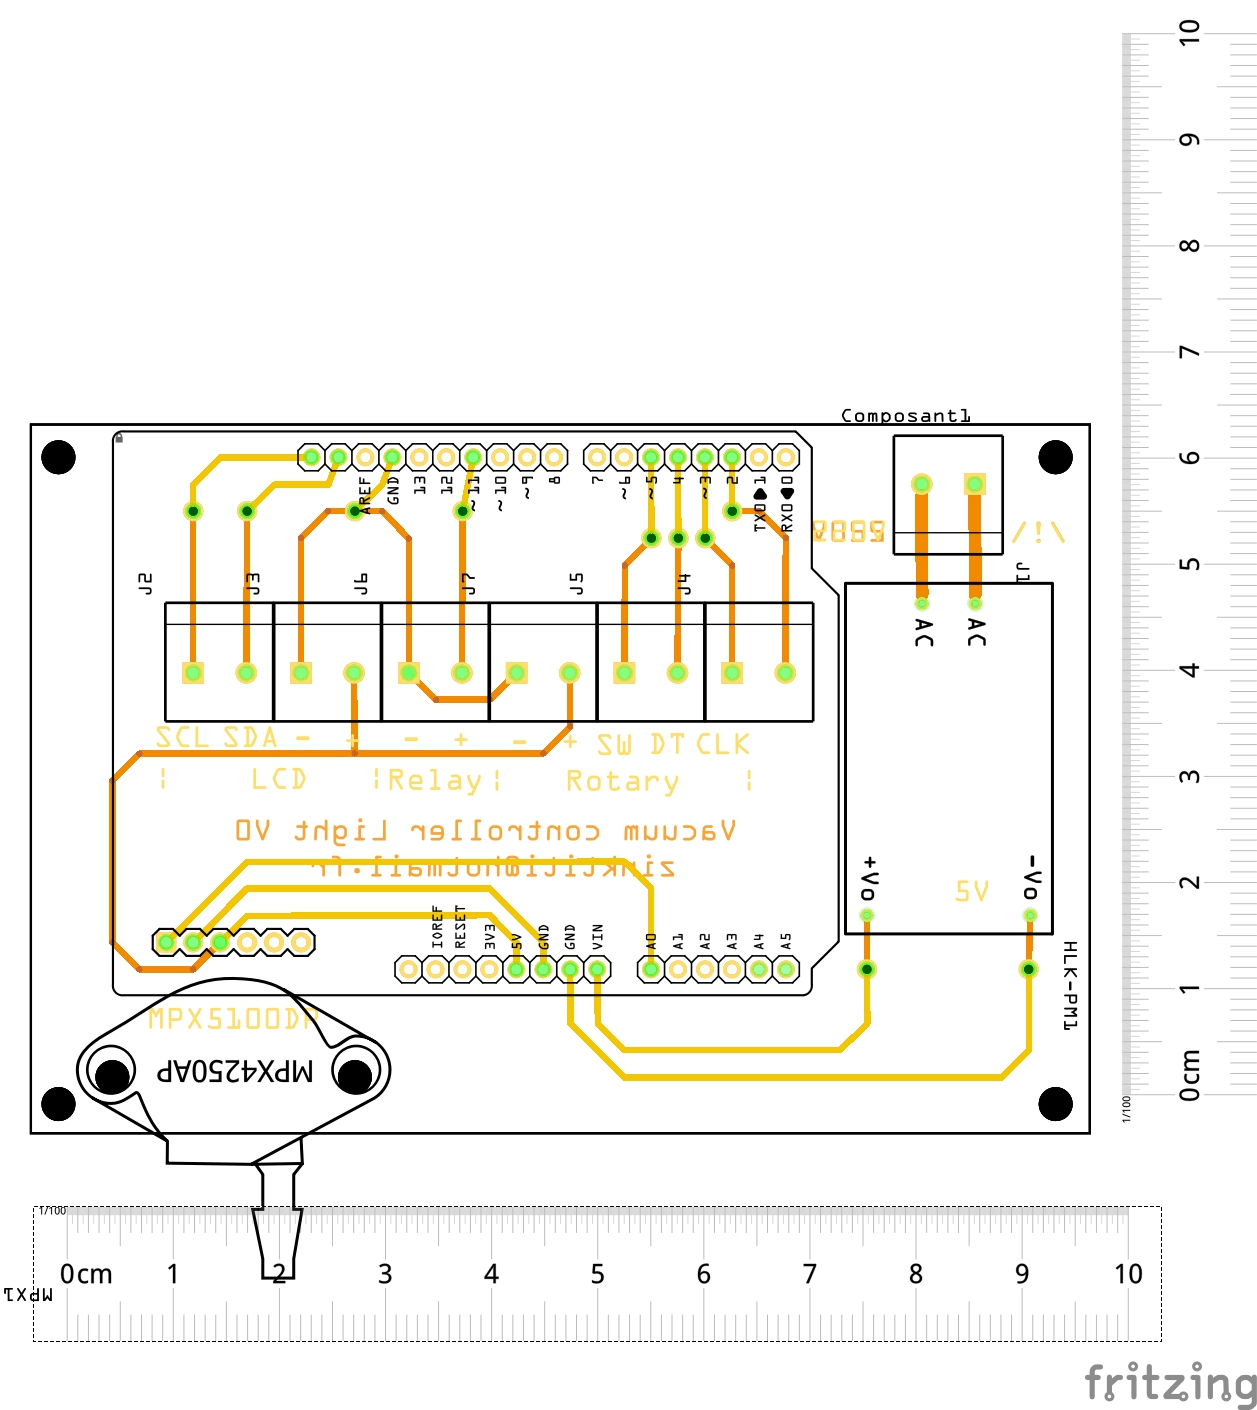 10
9
8
7
6
5
4
3
2
1
0cm
1/100
Composant1
AREF
GND
13
12
~11
~10
~9
8
7
~6
~5
4
~3
2
TX0 1
RX0 0
/!\
J2
J3
J6
J7
J5
J4
J1
AC
AC
SCL SDA - +
- +
- + SW DT CLK
¦ LCD ¦ Relay ¦ Rotary ¦
Vacuum controller Light V0
zinktiti@hotmail.fr
+Vo
-Vo
5V
IOREF
RESET
3V3
5V
GND
GND
VIN
A0
A1
A2
A3
A4
A5
HLK-PM1
MPX5100DP
MPX4250AP
1/100
0cm 1 2 3 4 5 6 7 8 9 10
MPX1
fritzing